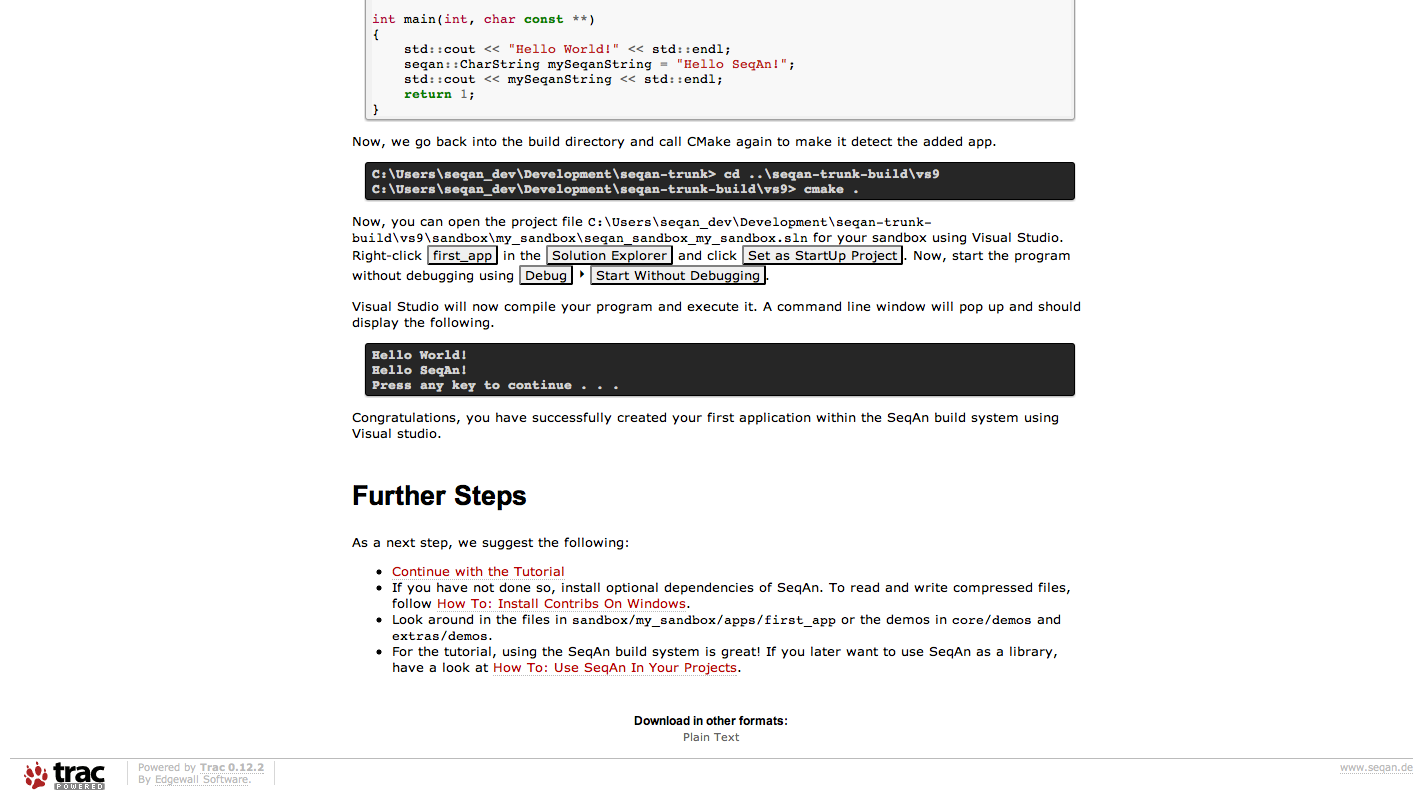 int main(int, char const **)
{
    std::cout << "Hello World!" << std::endl;
    seqan::CharString mySeqanString = "Hello SeqAn!";
    std::cout << mySeqanString << std::endl;
    return 1;
}
Now, we go back into the build directory and call CMake again to make it detect the added app.
C:\Users\seqan_dev\Development\seqan-trunk> cd ..\seqan-trunk-build\vs9
C:\Users\seqan_dev\Development\seqan-trunk-build\vs9> cmake .
Now, you can open the project file C:\Users\seqan_dev\Development\seqan-trunk-
build\vs9\sandbox\my_sandbox\seqan_sandbox_my_sandbox.sln for your sandbox using Visual Studio.
Right-click first_app in the Solution Explorer and click Set as StartUp Project. Now, start the program
without debugging using Debug ‣ Start Without Debugging.
Visual Studio will now compile your program and execute it. A command line window will pop up and should
display the following.
Hello World!
Hello SeqAn!
Press any key to continue . . .
Congratulations, you have successfully created your first application within the SeqAn build system using
Visual studio.
Further Steps
As a next step, we suggest the following:
• Continue with the Tutorial
• If you have not done so, install optional dependencies of SeqAn. To read and write compressed files,
follow How To: Install Contribs On Windows.
• Look around in the files in sandbox/my_sandbox/apps/first_app or the demos in core/demos and
extras/demos.
• For the tutorial, using the SeqAn build system is great! If you later want to use SeqAn as a library,
have a look at How To: Use SeqAn In Your Projects.
Download in other formats:
Plain Text
trac
POWERED
Powered by Trac 0.12.2
By Edgewall Software.
www.seqan.de